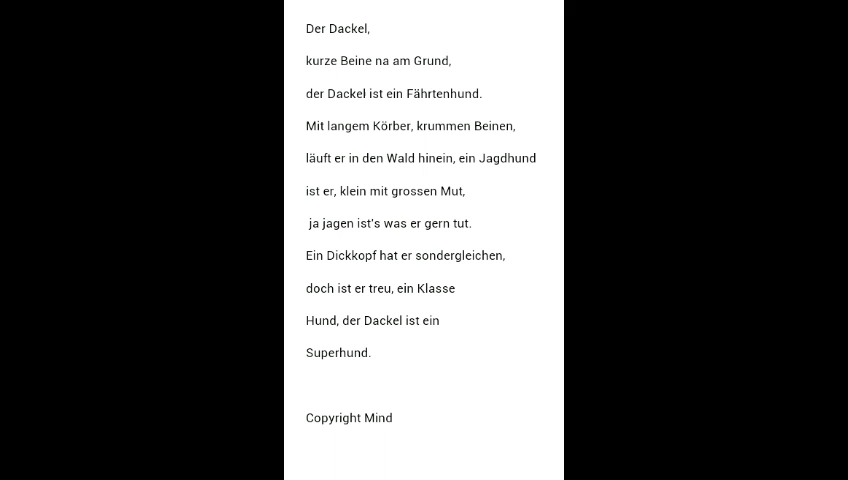 Der Dackel,
kurze Beine na am Grund,
der Dackel ist ein Fährtenhund.
Mit langem Körber, krummen Beinen,
läuft er in den Wald hinein, ein Jagdhund
ist er, klein mit grossen Mut,
ja jagen ist's was er gern tut.
Ein Dickkopf hat er sondergleichen,
doch ist er treu, ein Klasse
Hund, der Dackel ist ein
Superhund.
Copyright Mind